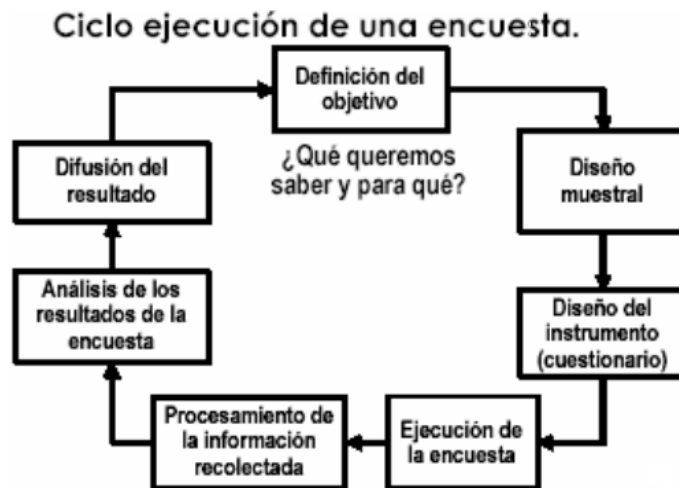 Ciclo ejecución de una encuesta.
Definición del
objetivo
¿Qué queremos
saber y para qué?
Diseño
muestral
Diseño del
instrumento
(cuestionario)
Ejecución de
la encuesta
Procesamiento de
la información
recolectada
Análisis de los
resultados de la
encuesta
Difusión del
resultado